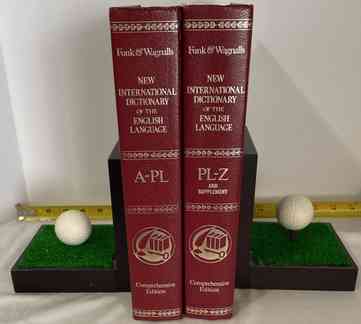 Funk & Wagnalls
NEW
INTERNATIONAL
DICTIONARY
OF THE
ENGLISH
LANGUAGE
A-PL
Comprehensive
Edition
Funk & Wagnalls
NEW
INTERNATIONAL
DICTIONARY
OF THE
ENGLISH
LANGUAGE
PL-Z
AND
SUPPLEMENT
Comprehensive
Edition